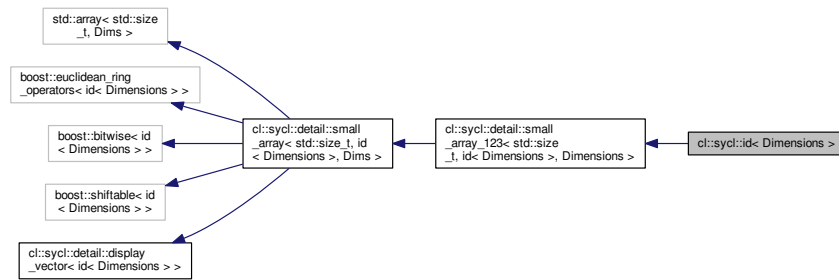 std::array< std::size
_t, Dims >
boost::euclidean_ring
_operators< id< Dimensions > >
boost::bitwise< id
< Dimensions > >
boost::shiftable< id
< Dimensions > >
cl::sycl::detail::display
_vector< id< Dimensions > >
cl::sycl::detail::small
_array< std::size_t, id
< Dimensions >, Dims >
cl::sycl::detail::small
_array_123< std::size
_t, id< Dimensions >, Dimensions >
cl::sycl::id< Dimensions >